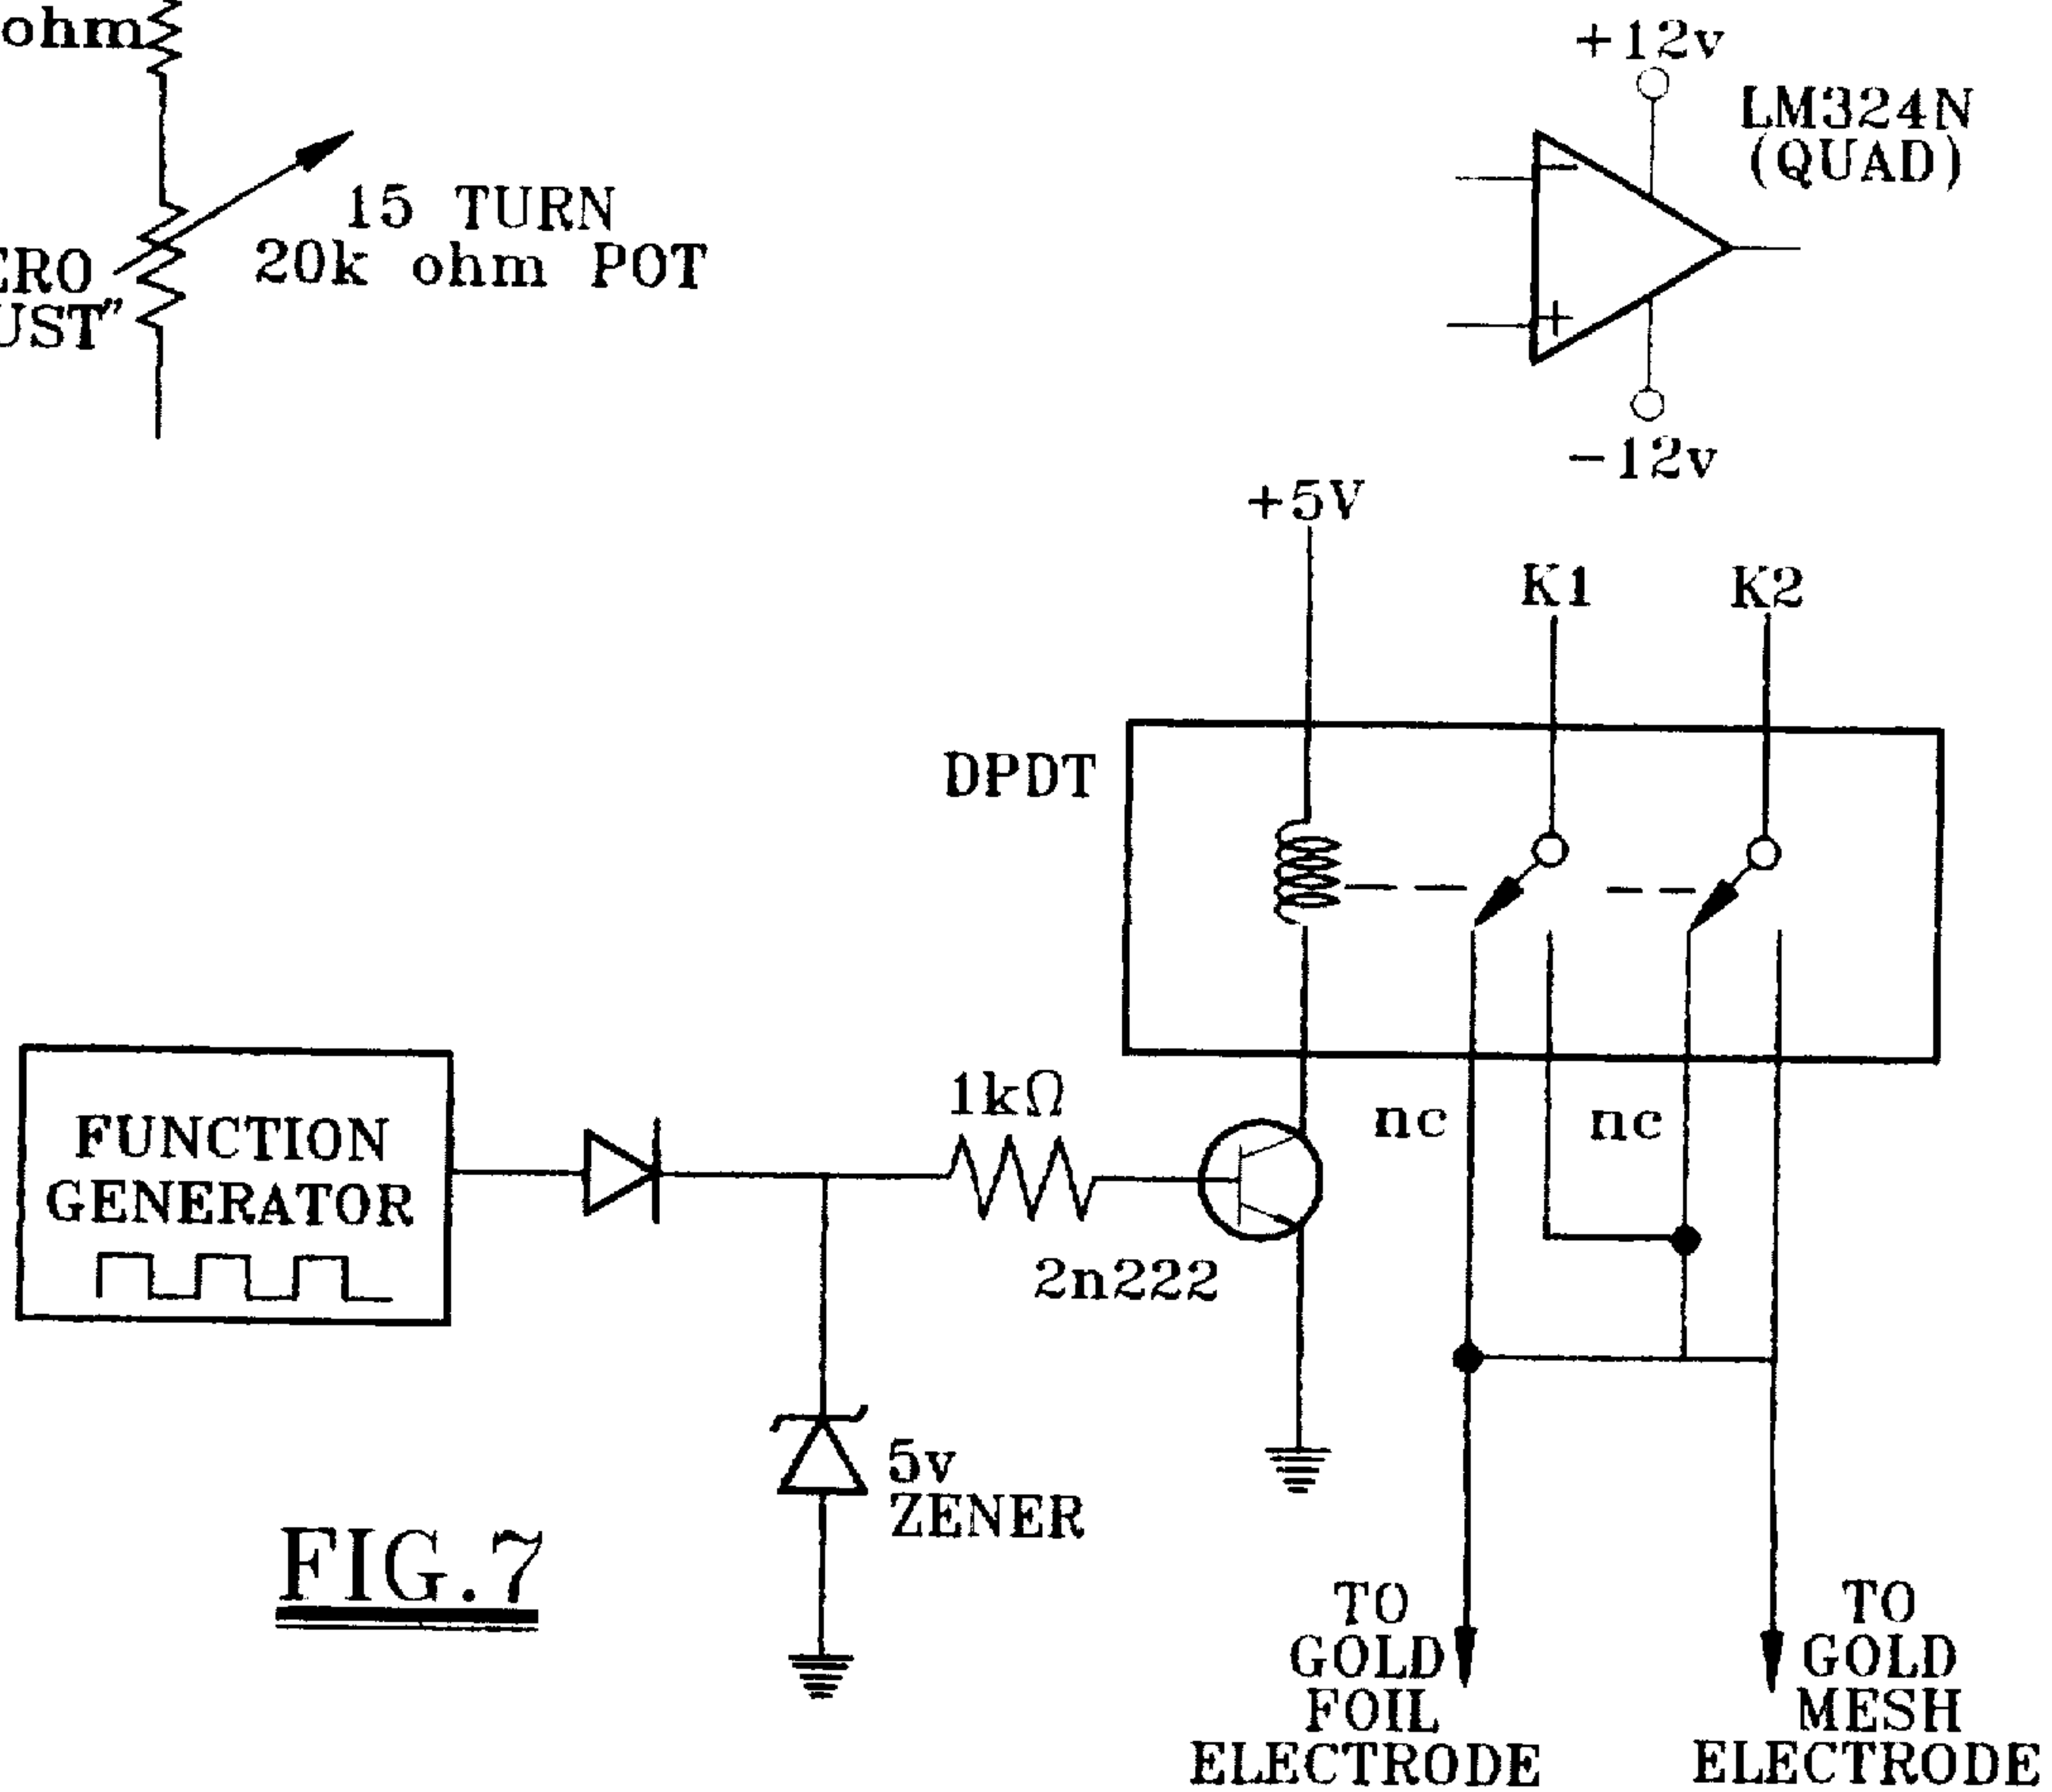 ohm
+12v
LM324N
(QUAD)
15 TURN
20k ohm POT
ERO
UST"
-12v
+5V
K1
K2
DPDT
1kΩ
nc
nc
FUNCTION
GENERATOR
2n222
5v
ZENER
FIG.7
TO
GOLD
FOIL
ELECTRODE
TO
GOLD
MESH
ELECTRODE